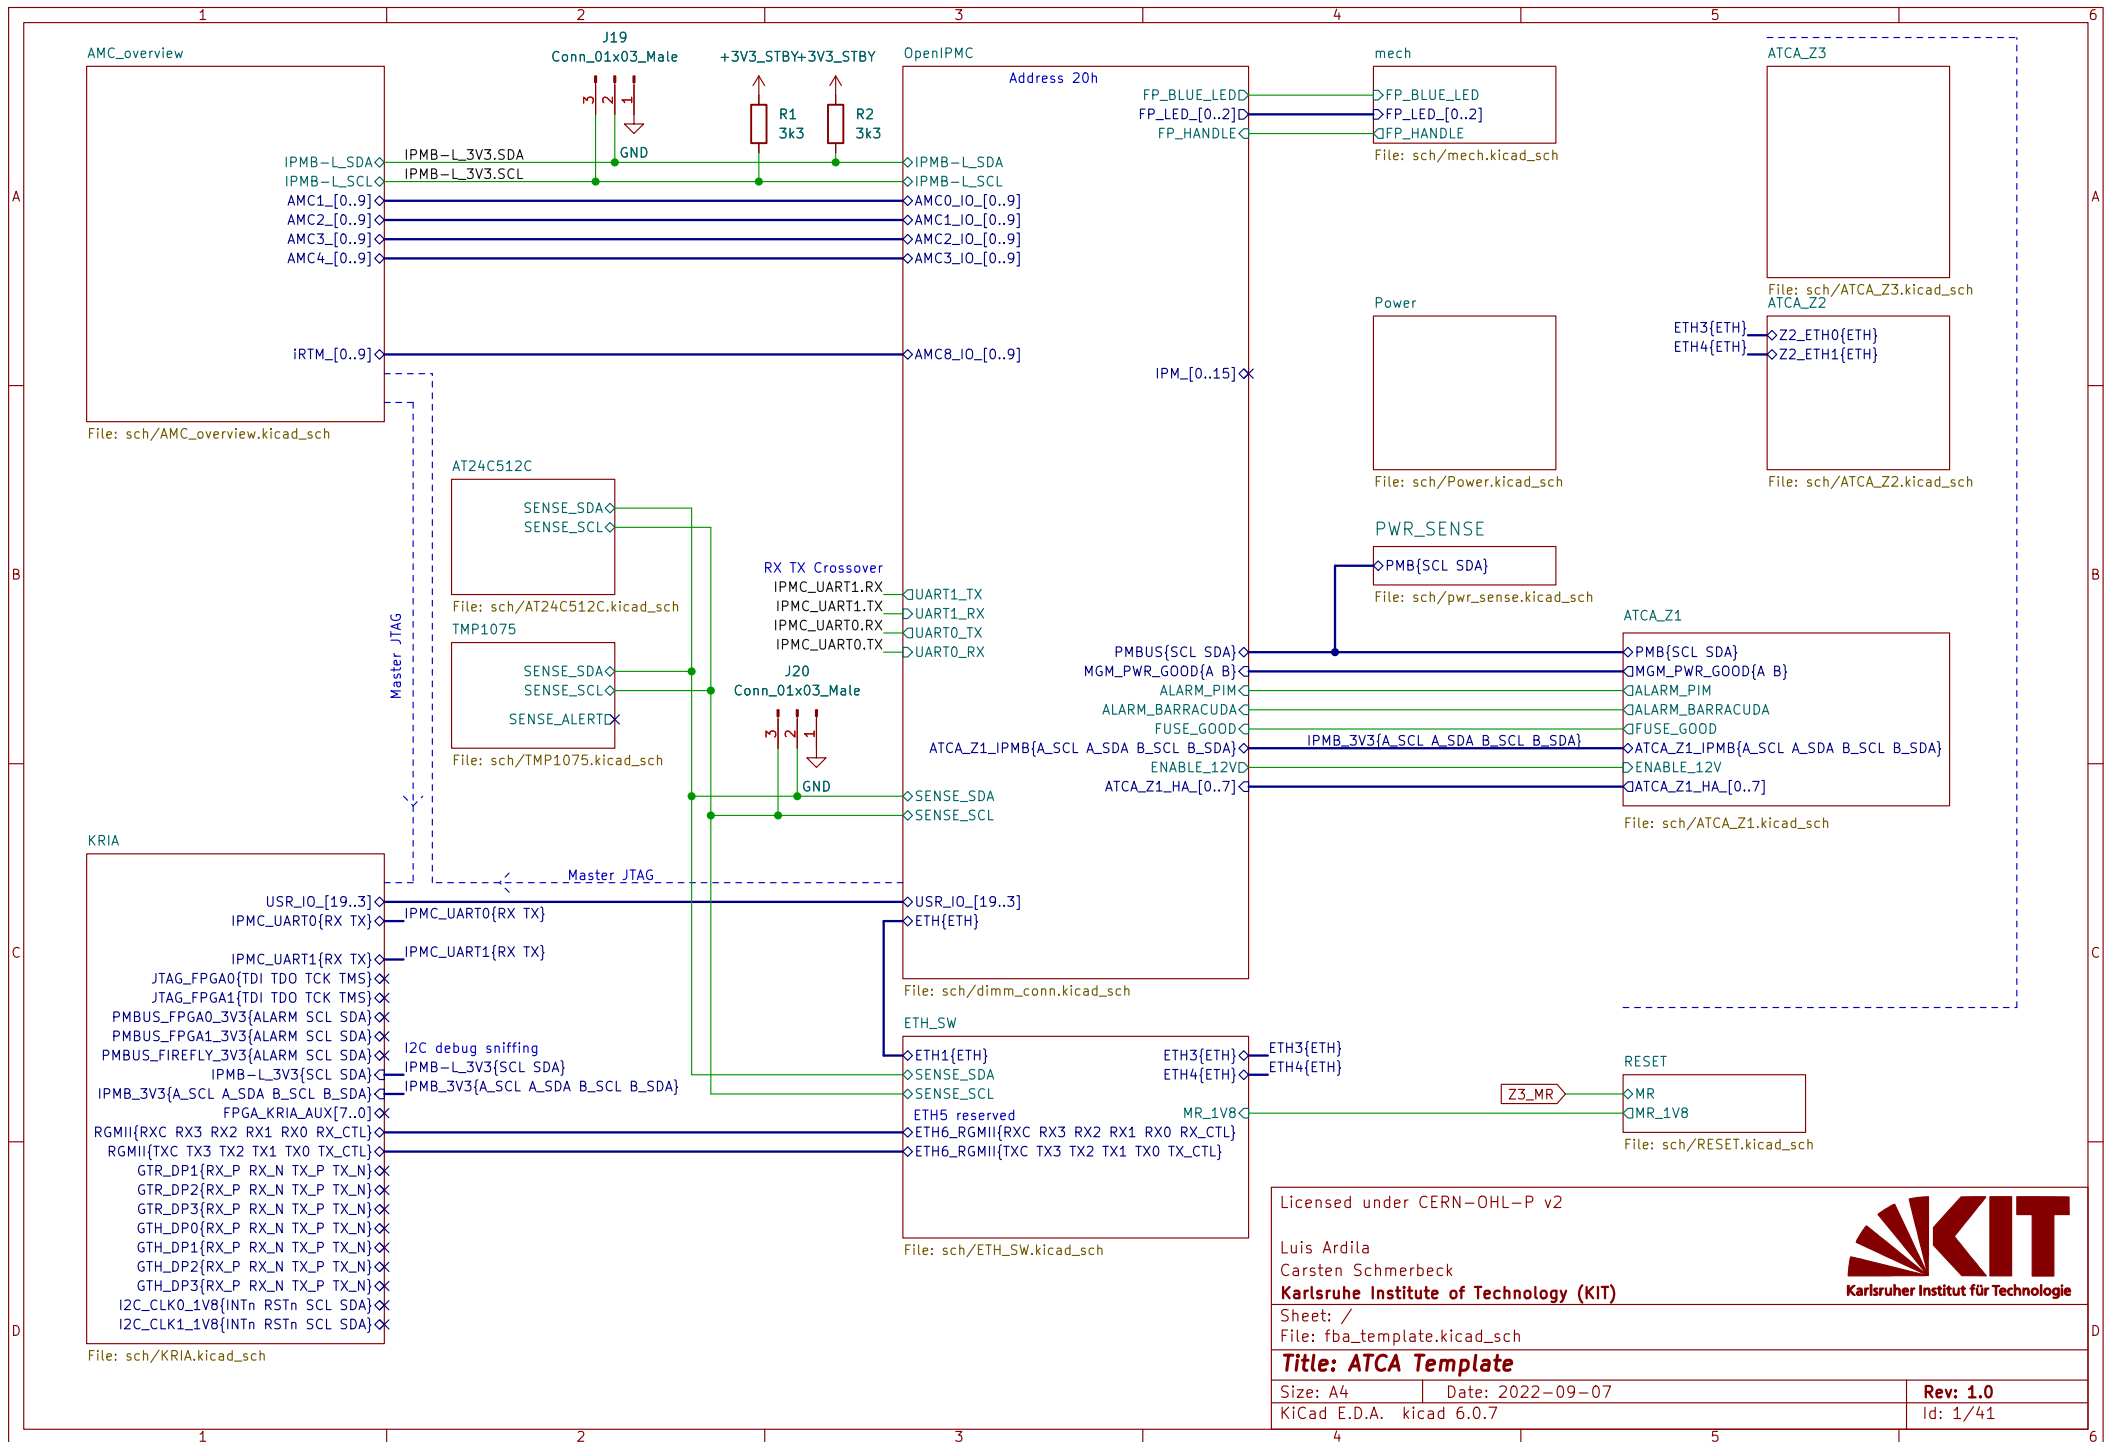 1 2 3 4 5 6
A
B
C
D
AMC_overview
IPMB-L_SDA
IPMB-L_SCL
AMC1_[0..9]
AMC2_[0..9]
AMC3_[0..9]
AMC4_[0..9]
iRTM_[0..9]
File: sch/AMC_overview.kicad_sch
IPMB-L_3V3.SDA
IPMB-L_3V3.SCL
J19
Conn_01x03_Male
3 2 1
GND
+3V3_STBY
R1
3k3
+3V3_STBY
R2
3k3
OpenIPMC
Address 20h
IPMB-L_SDA
IPMB-L_SCL
AMC0_IO_[0..9]
AMC1_IO_[0..9]
AMC2_IO_[0..9]
AMC3_IO_[0..9]
AMC8_IO_[0..9]
UART1_TX
UART1_RX
UART0_TX
UART0_RX
SENSE_SDA
SENSE_SCL
USR_IO_[19..3]
ETH{ETH}
FP_BLUE_LED
FP_LED_[0..2]
FP_HANDLE
IPM_[0..15]
PMBUS{SCL SDA}
MGM_PWR_GOOD{A B}
ALARM_PIM
ALARM_BARRACUDA
FUSE_GOOD
ATCA_Z1_IPMB{A_SCL A_SDA B_SCL B_SDA}
ENABLE_12V
ATCA_Z1_HA_[0..7]
File: sch/dimm_conn.kicad_sch
mech
FP_BLUE_LED
FP_LED_[0..2]
FP_HANDLE
File: sch/mech.kicad_sch
ATCA_Z3
File: sch/ATCA_Z3.kicad_sch
Power
File: sch/Power.kicad_sch
ATCA_Z2
ETH3{ETH}
ETH4{ETH}
Z2_ETH0{ETH}
Z2_ETH1{ETH}
File: sch/ATCA_Z2.kicad_sch
AT24C512C
SENSE_SDA
SENSE_SCL
File: sch/AT24C512C.kicad_sch
TMP1075
SENSE_SDA
SENSE_SCL
SENSE_ALERT
File: sch/TMP1075.kicad_sch
Master JTAG
RX TX Crossover
IPMC_UART1.RX
IPMC_UART1.TX
IPMC_UART0.RX
IPMC_UART0.TX
J20
Conn_01x03_Male
3 2 1
GND
Master JTAG
PWR_SENSE
PMB{SCL SDA}
File: sch/pwr_sense.kicad_sch
ATCA_Z1
IPMB_3V3{A_SCL A_SDA B_SCL B_SDA}
PMB{SCL SDA}
MGM_PWR_GOOD{A B}
ALARM_PIM
ALARM_BARRACUDA
FUSE_GOOD
ATCA_Z1_IPMB{A_SCL A_SDA B_SCL B_SDA}
ENABLE_12V
ATCA_Z1_HA_[0..7]
File: sch/ATCA_Z1.kicad_sch
KRIA
USR_IO_[19..3]
IPMC_UART0{RX TX}
IPMC_UART1{RX TX}
JTAG_FPGA0{TDI TDO TCK TMS}
JTAG_FPGA1{TDI TDO TCK TMS}
PMBUS_FPGA0_3V3{ALARM SCL SDA}
PMBUS_FPGA1_3V3{ALARM SCL SDA}
PMBUS_FIREFLY_3V3{ALARM SCL SDA}
IPMB-L_3V3{SCL SDA}
IPMB_3V3{A_SCL A_SDA B_SCL B_SDA}
FPGA_KRIA_AUX[7..0]
RGMII{RXC RX3 RX2 RX1 RX0 RX_CTL}
RGMII{TXC TX3 TX2 TX1 TX0 TX_CTL}
GTR_DP1{RX_P RX_N TX_P TX_N}
GTR_DP2{RX_P RX_N TX_P TX_N}
GTR_DP3{RX_P RX_N TX_P TX_N}
GTH_DP0{RX_P RX_N TX_P TX_N}
GTH_DP1{RX_P RX_N TX_P TX_N}
GTH_DP2{RX_P RX_N TX_P TX_N}
GTH_DP3{RX_P RX_N TX_P TX_N}
I2C_CLK0_1V8{INTn RSTn SCL SDA}
I2C_CLK1_1V8{INTn RSTn SCL SDA}
File: sch/KRIA.kicad_sch
IPMC_UART0{RX TX}
IPMC_UART1{RX TX}
I2C debug sniffing
IPMB-L_3V3{SCL SDA}
IPMB_3V3{A_SCL A_SDA B_SCL B_SDA}
ETH_SW
ETH1{ETH}
SENSE_SDA
SENSE_SCL
ETH5 reserved
ETH6_RGMII{RXC RX3 RX2 RX1 RX0 RX_CTL}
ETH6_RGMII{TXC TX3 TX2 TX1 TX0 TX_CTL}
ETH3{ETH}
ETH4{ETH}
MR_1V8
ETH3{ETH}
ETH4{ETH}
File: sch/ETH_SW.kicad_sch
RESET
Z3_MR
MR
MR_1V8
File: sch/RESET.kicad_sch
Licensed under CERN-OHL-P v2
Luis Ardila
Carsten Schmerbeck
Karlsruhe Institute of Technology (KIT)
KIT
Karlsruher Institut für Technologie
Sheet: /
File: fba_template.kicad_sch
Title: ATCA Template
Size: A4 Date: 2022-09-07 Rev: 1.0
KiCad E.D.A. kicad 6.0.7 Id: 1/41
A
B
C
D
1 2 3 4 5 6